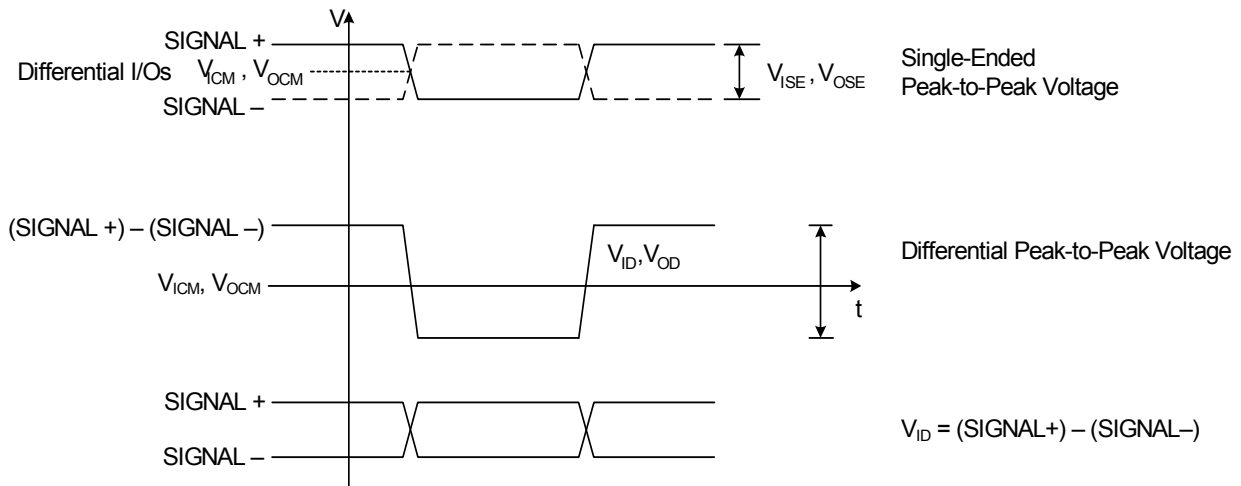 V
SIGNAL +
Differential I/Os V_ICM , V_OCM
SIGNAL –
V_ISE , V_OSE
Single-Ended
Peak-to-Peak Voltage
(SIGNAL +) – (SIGNAL –)
V_ID,V_OD
Differential Peak-to-Peak Voltage
V_ICM, V_OCM
t
SIGNAL +
SIGNAL –
V_ID = (SIGNAL+) – (SIGNAL–)